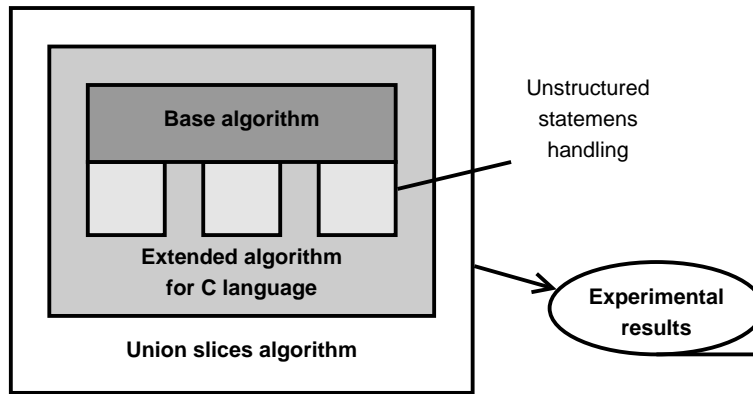 Base algorithm
Unstructured
statemens
handling
Extended algorithm
for C language
Union slices algorithm
Experimental
results